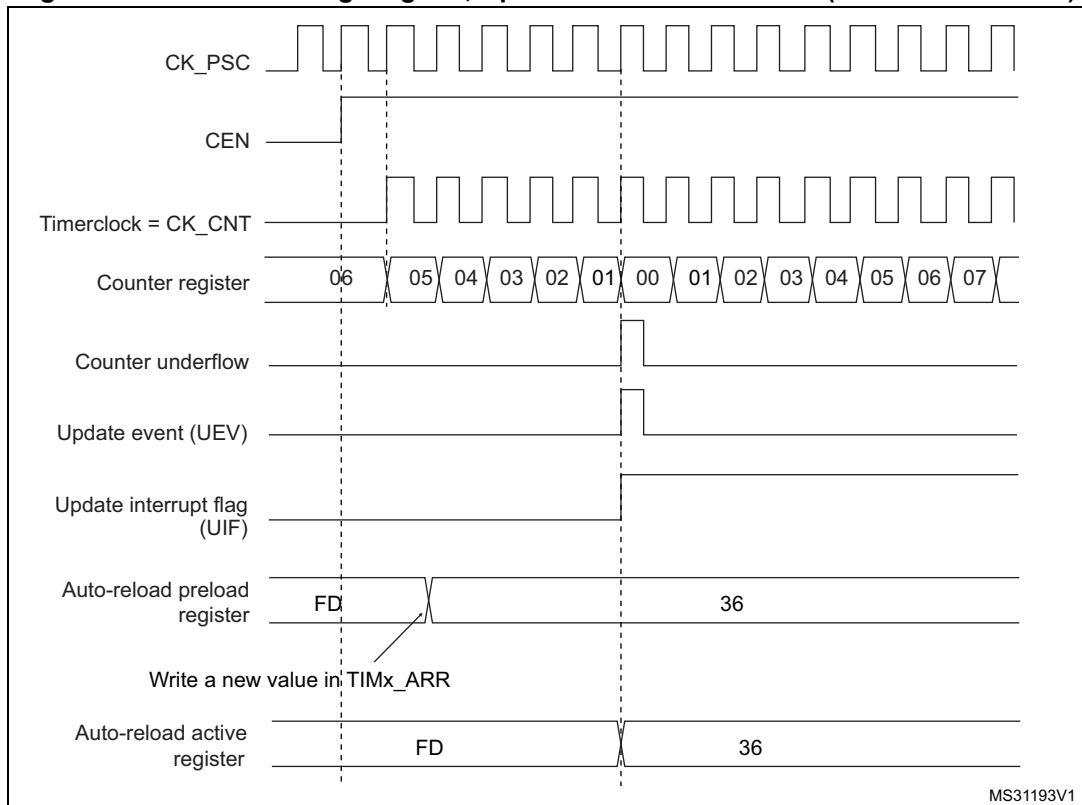 CK_PSC
CEN
Timerclock = CK_CNT
Counter register
06 05 04 03 02 01 00 01 02 03 04 05 06 07
Counter underflow
Update event (UEV)
Update interrupt flag
(UIF)
Auto-reload preload
register
FD 36
Write a new value in TIMx_ARR
Auto-reload active
register
FD 36
MS31193V1